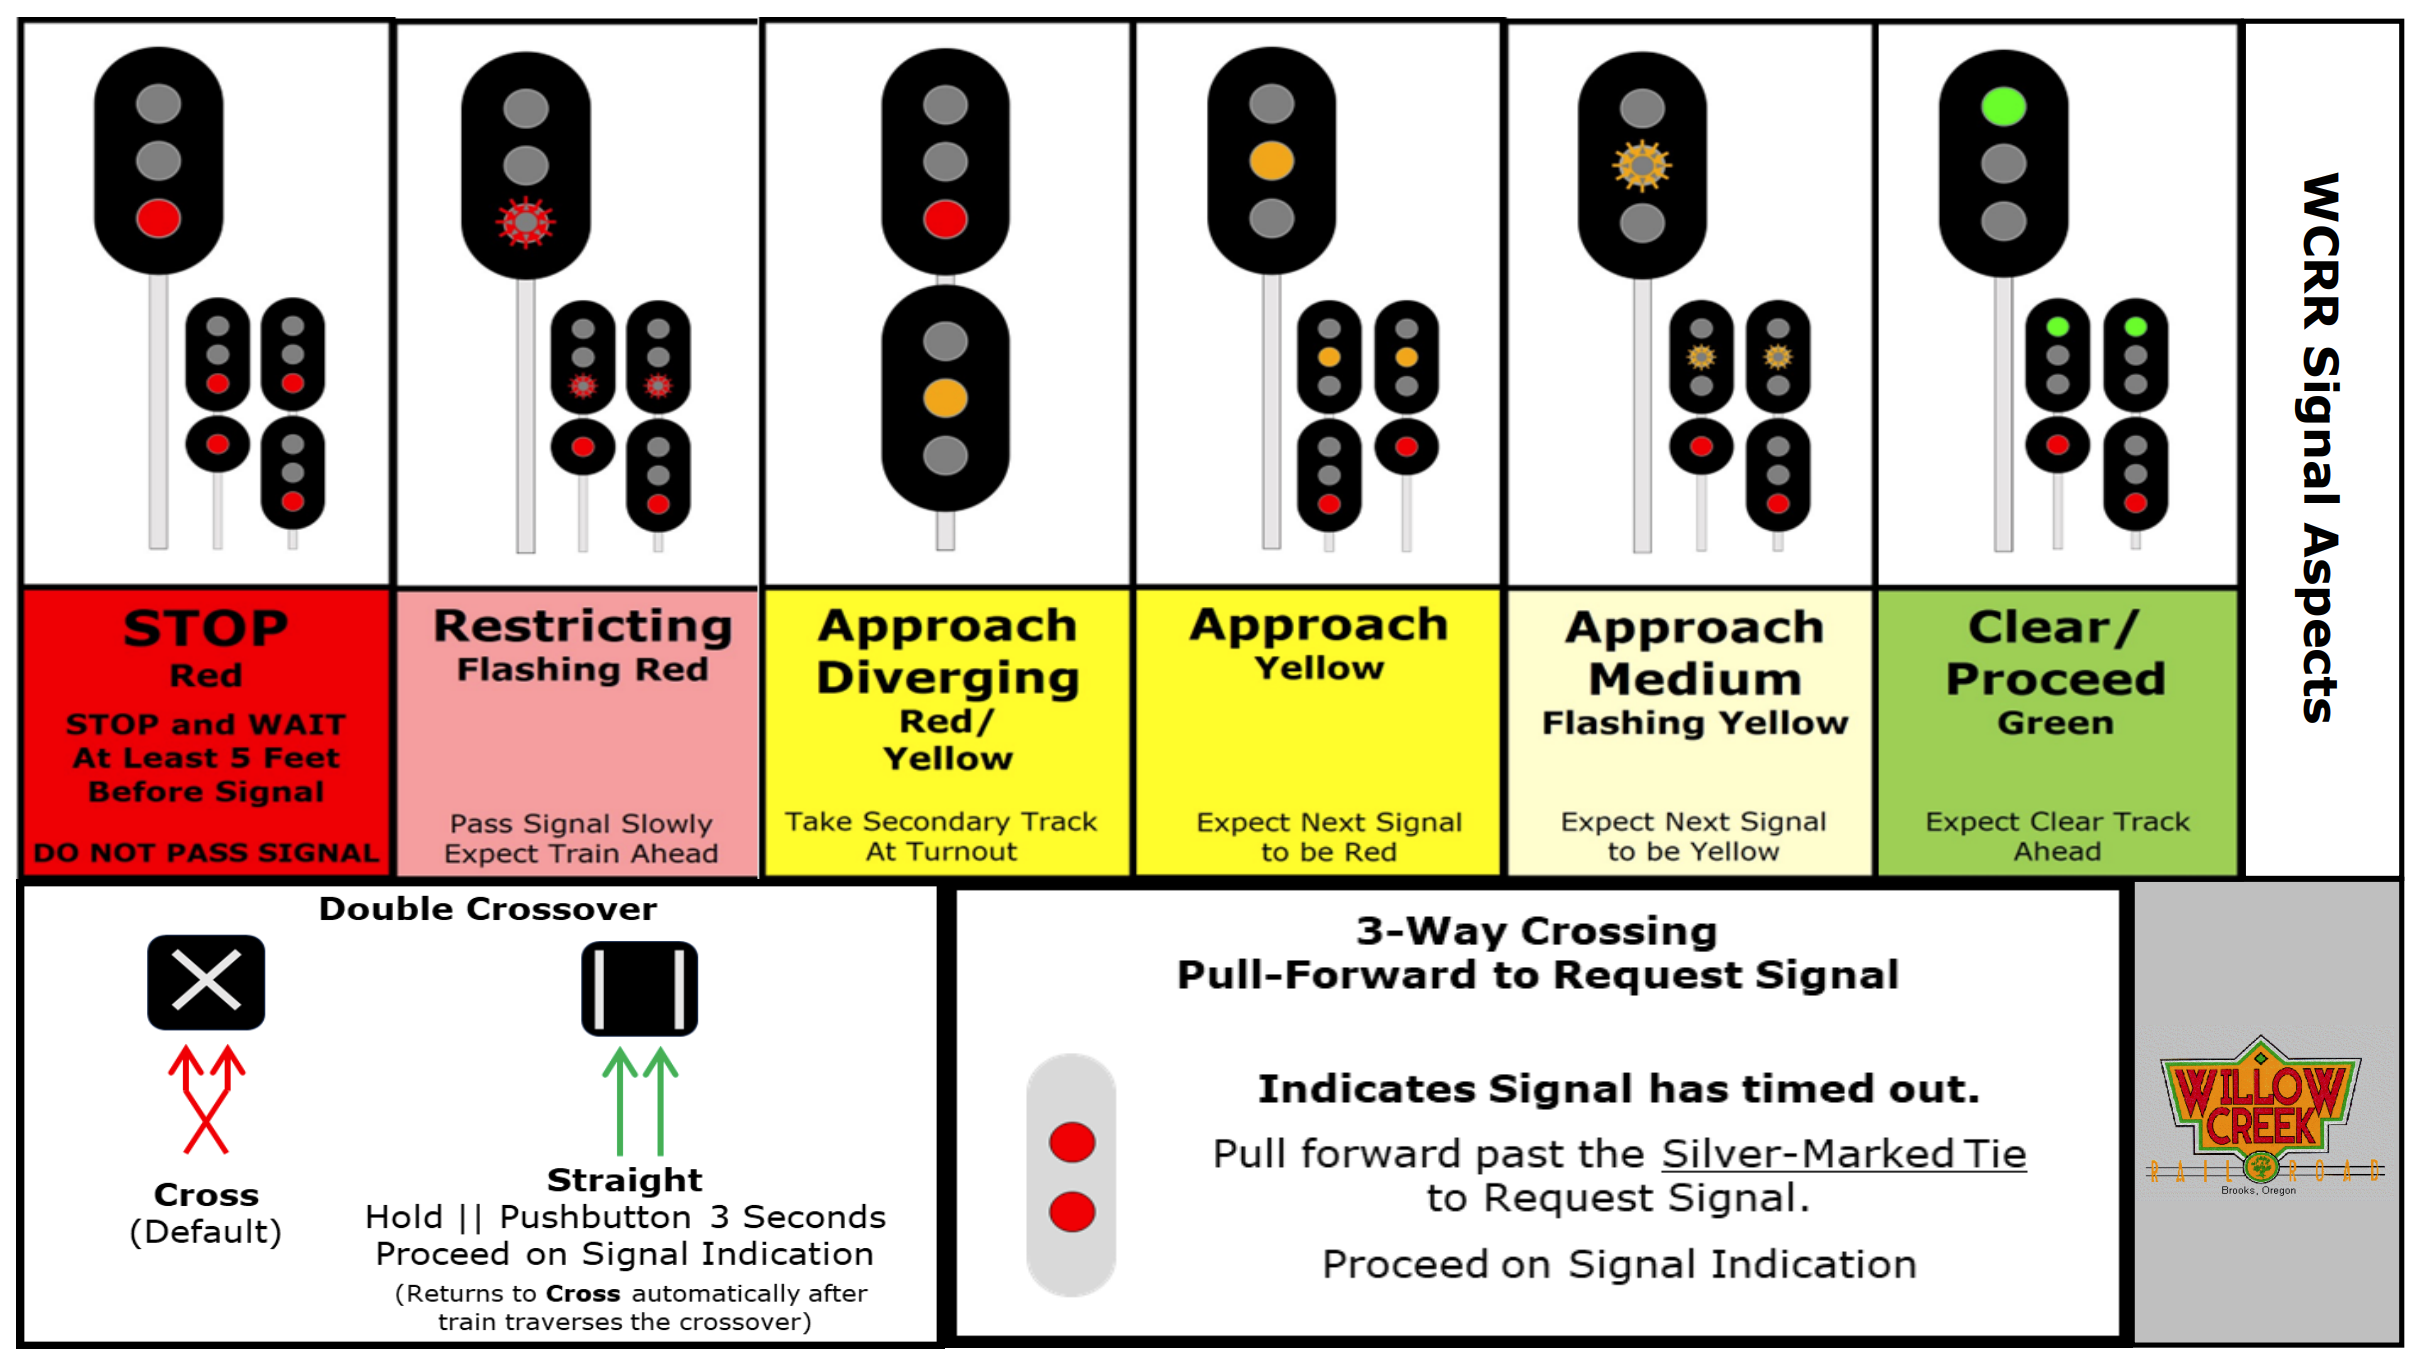 STOP
Red
STOP and WAIT
At Least 5 Feet
Before Signal
DO NOT PASS SIGNAL
Restricting
Flashing Red
Pass Signal Slowly
Expect Train Ahead
Approach
Diverging
Red/
Yellow
Take Secondary Track
At Turnout
Approach
Yellow
Expect Next Signal
to be Red
Approach
Medium
Flashing Yellow
Expect Next Signal
to be Yellow
Clear/
Proceed
Green
Expect Clear Track
Ahead
WCRR Signal Aspects
Double Crossover
Cross
(Default)
Straight
Hold || Pushbutton 3 Seconds
Proceed on Signal Indication
(Returns to Cross automatically after
train traverses the crossover)
3-Way Crossing
Pull-Forward to Request Signal
Indicates Signal has timed out.
Pull forward past the Silver-Marked Tie
to Request Signal.
Proceed on Signal Indication
WILLOW
CREEK
RAILROAD
Brooks, Oregon